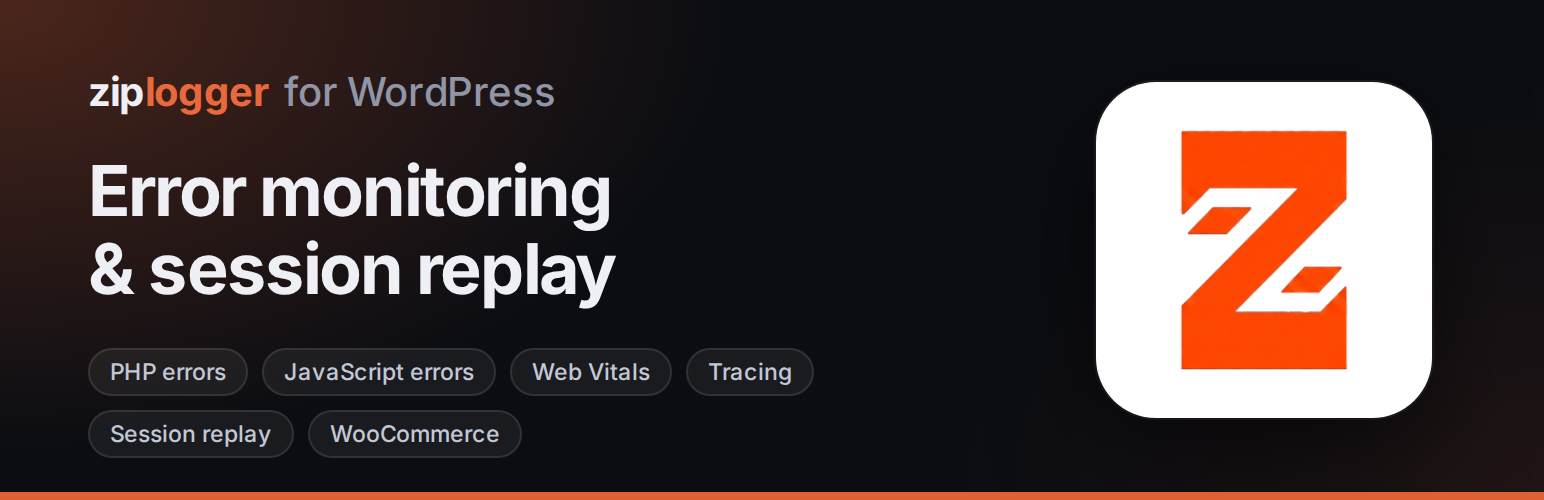 ziplogger for WordPress
Error monitoring
& session replay
PHP errors JavaScript errors Web Vitals Tracing
Session replay WooCommerce
Z